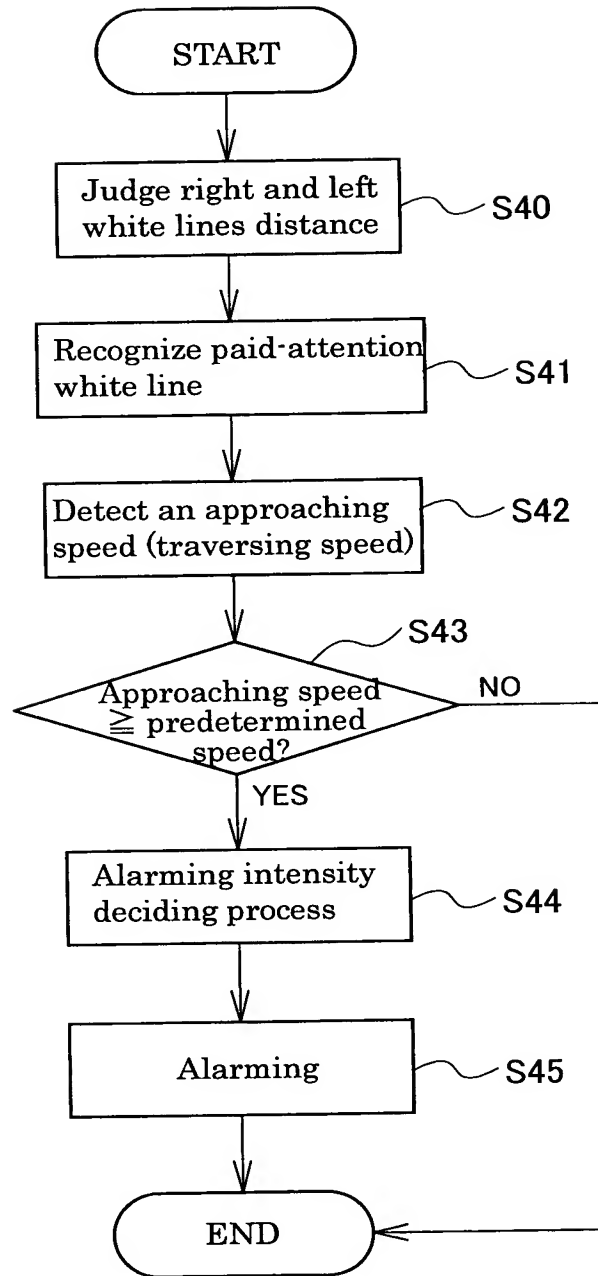 START
Judge right and left
white lines distance
S40
Recognize paid-attention
white line
S41
Detect an approaching
speed (traversing speed)
S42
S43
Approaching speed
≧ predetermined
speed?
NO
YES
Alarming intensity
deciding process
S44
Alarming
S45
END